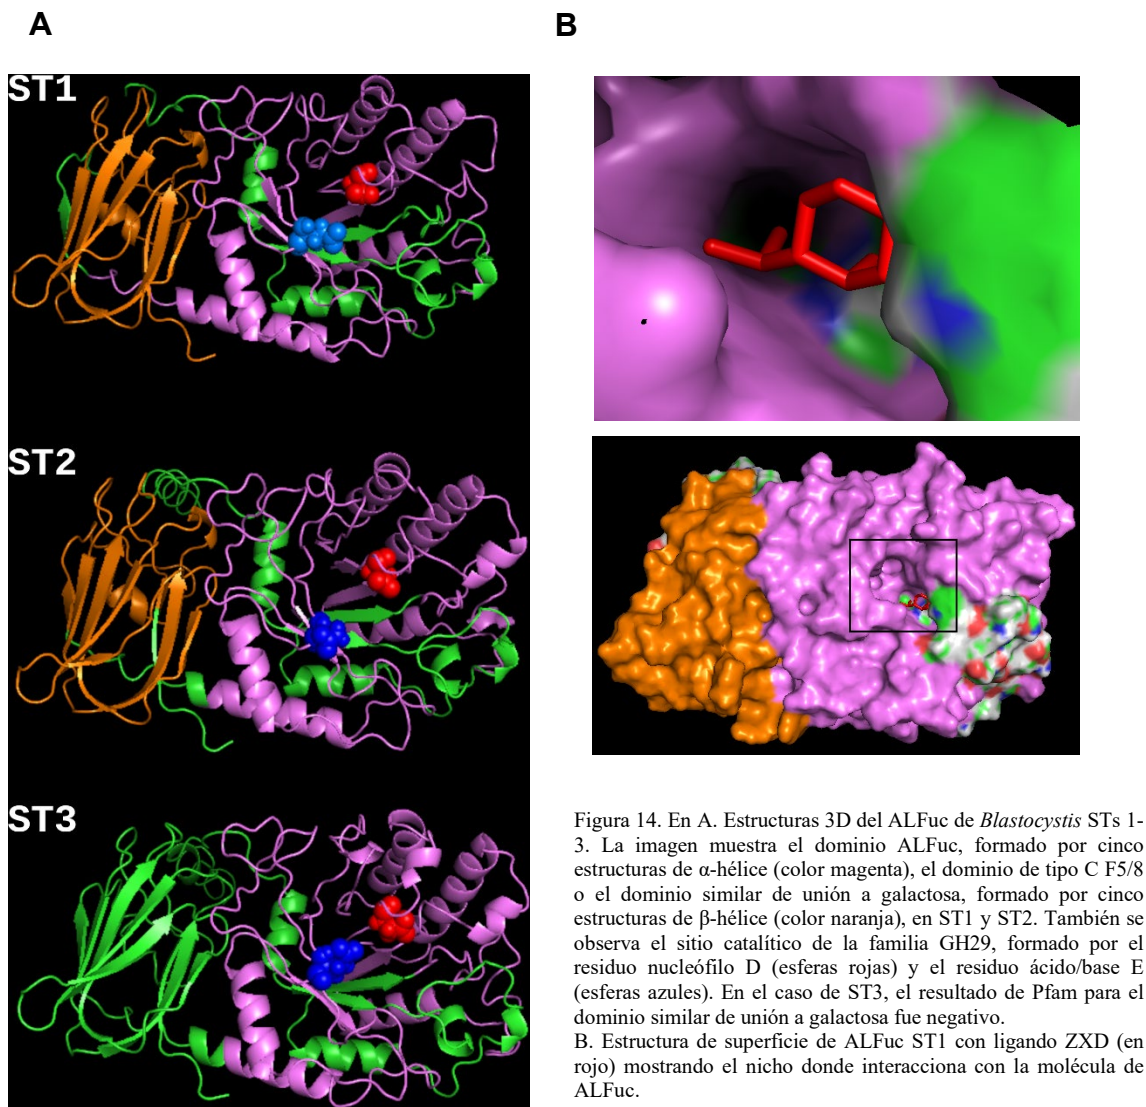 A
B
ST1
ST2
ST3
Figura 14. En A. Estructuras 3D del ALFuc de Blastocystis STs 1-
3. La imagen muestra el dominio ALFuc, formado por cinco
estructuras de α-hélice (color magenta), el dominio de tipo C F5/8
o el dominio similar de unión a galactosa, formado por cinco
estructuras de β-hélice (color naranja), en ST1 y ST2. También se
observa el sitio catalítico de la familia GH29, formado por el
residuo nucleófilo D (esferas rojas) y el residuo ácido/base E
(esferas azules). En el caso de ST3, el resultado de Pfam para el
dominio similar de unión a galactosa fue negativo.
B. Estructura de superficie de ALFuc ST1 con ligando ZXD (en
rojo) mostrando el nicho donde interacciona con la molécula de
ALFuc.